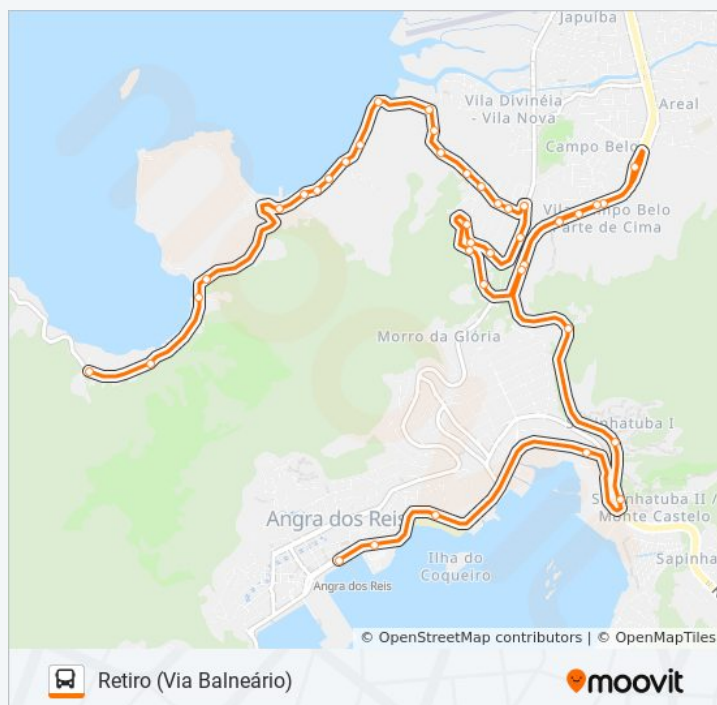 Japuíba
Vila Divinéia
- Vila Nova
Areal
Campo Belo
Vila Campo Belo
Parte de Cima
Morro da Glória
Sapinhatuba I
Sapinhatuba II /
Monte Castelo
Angra dos Reis
Ilha do
Coqueiro
Sapinha
Angra dos Reis
© OpenStreetMap contributors | © OpenMapTiles
Retiro (Via Balneário)
moovit